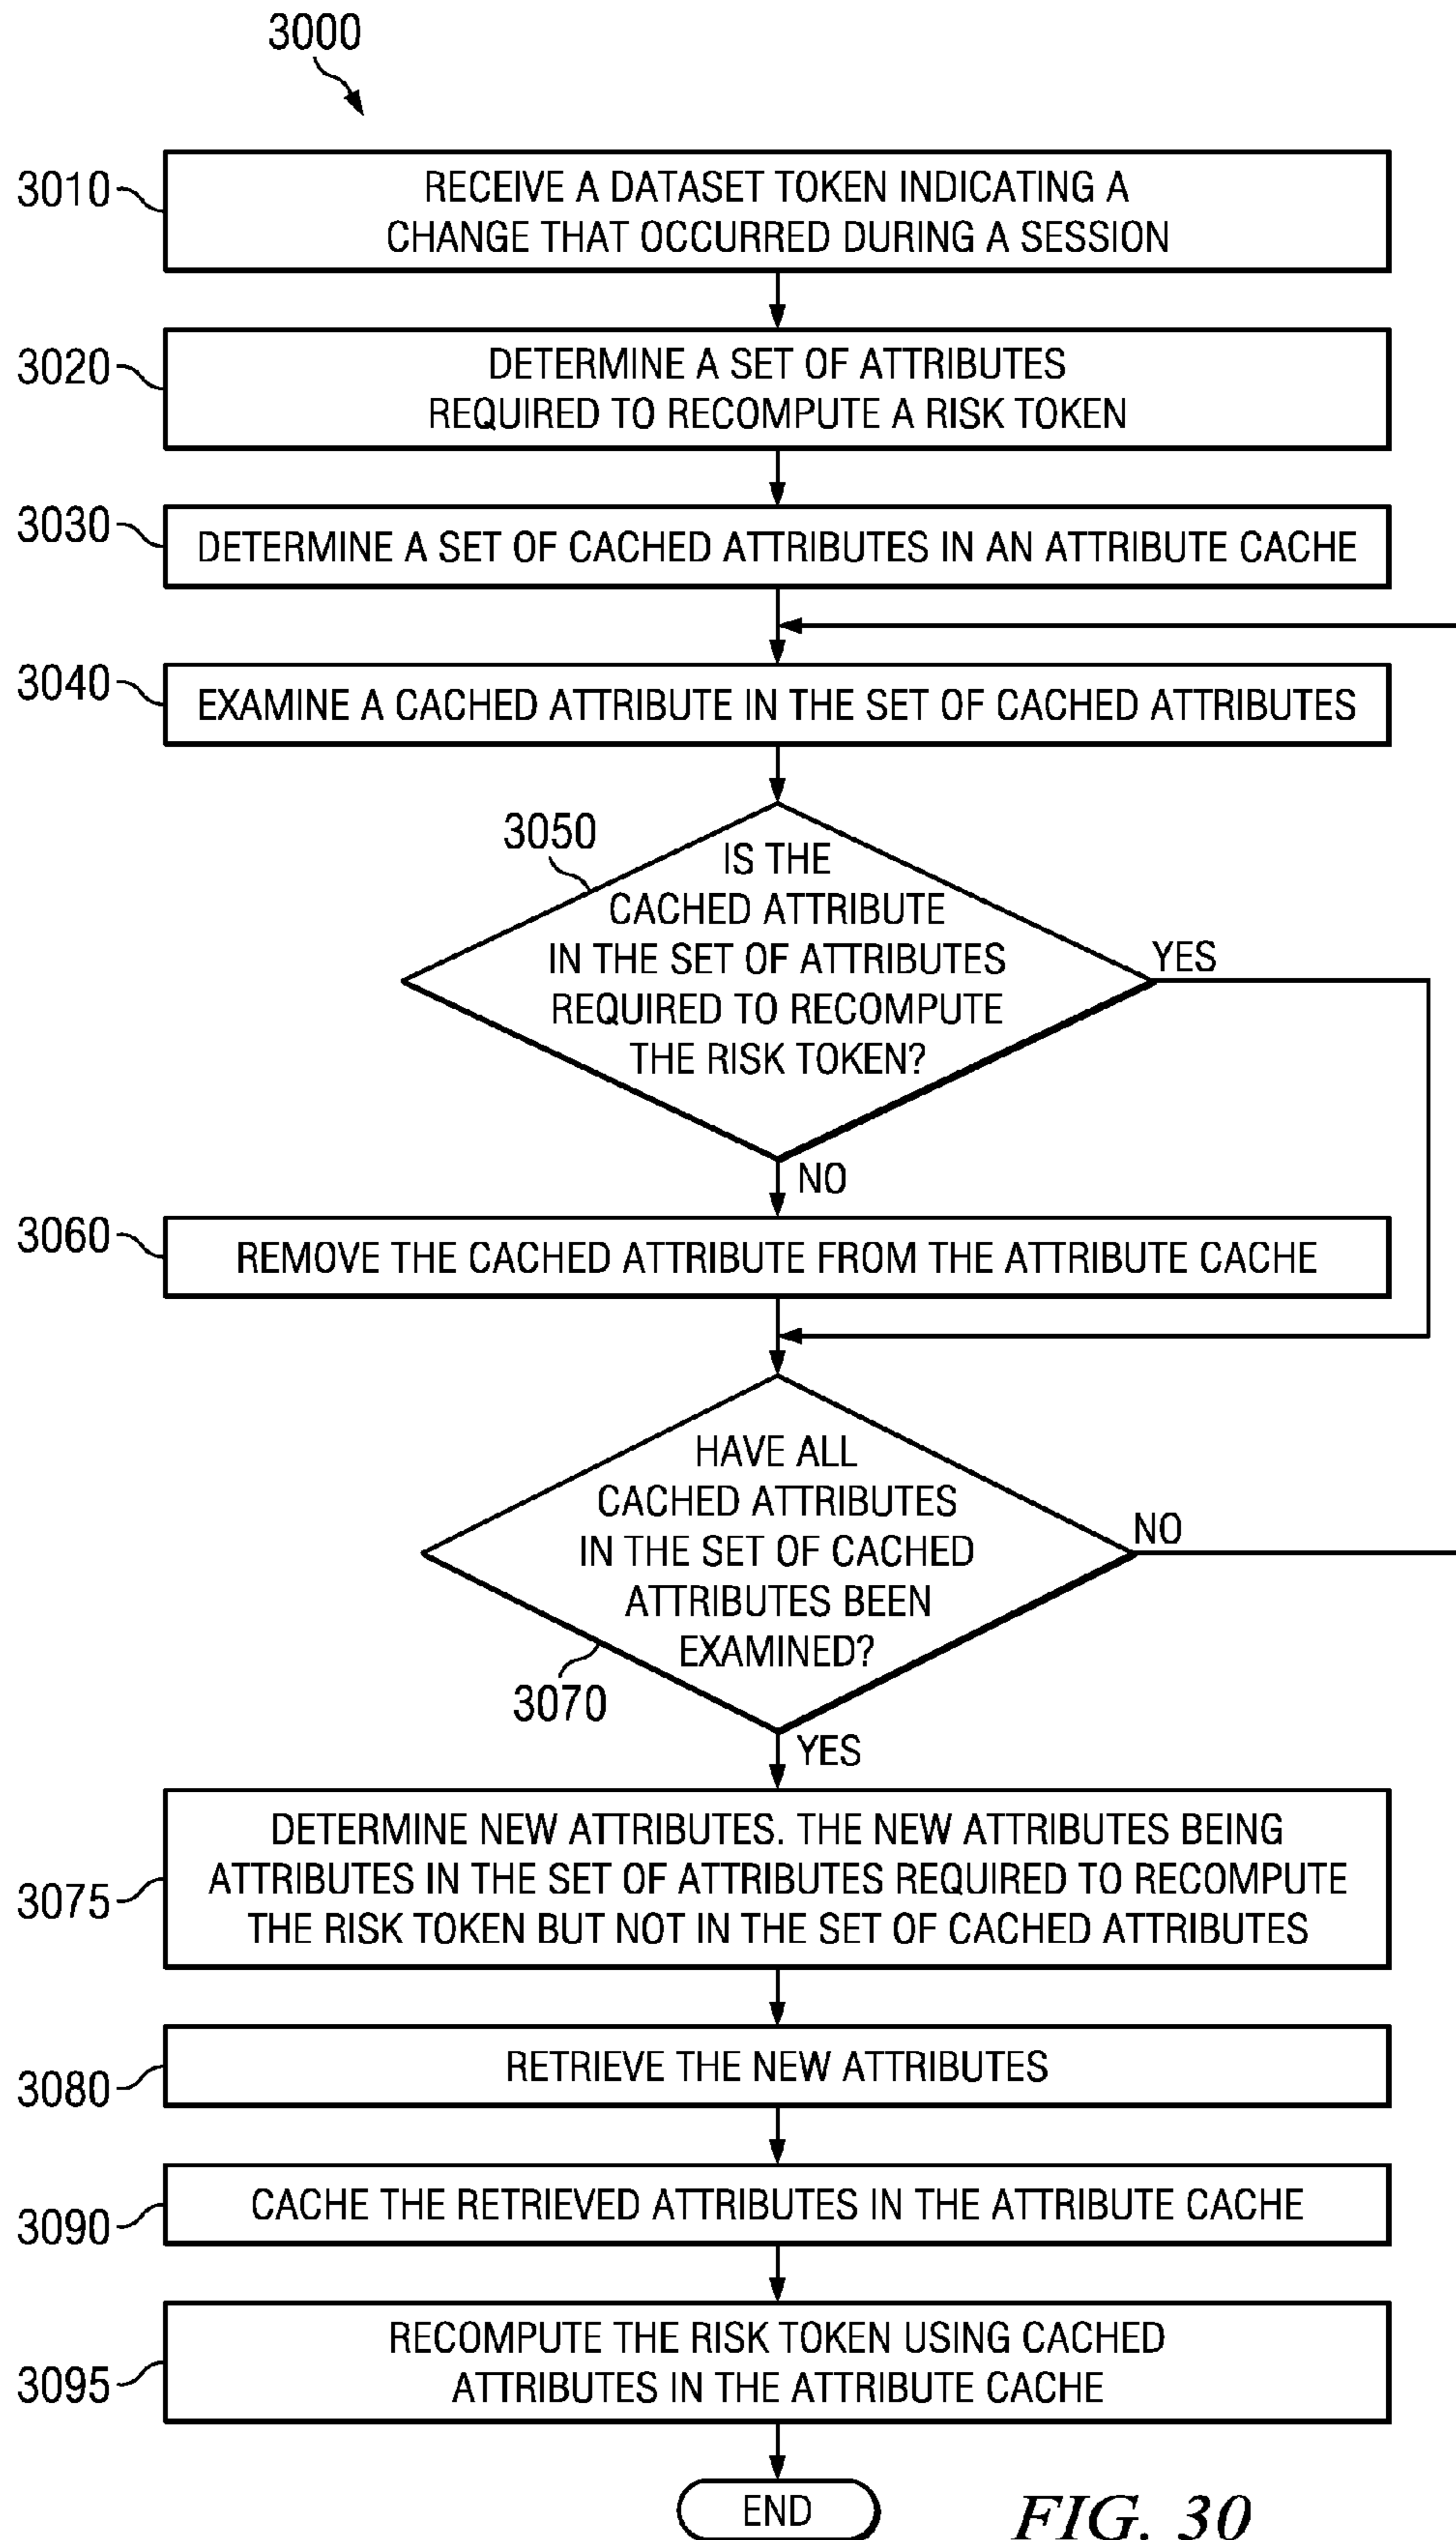 3000
3010
RECEIVE A DATASET TOKEN INDICATING A
CHANGE THAT OCCURRED DURING A SESSION
3020
DETERMINE A SET OF ATTRIBUTES
REQUIRED TO RECOMPUTE A RISK TOKEN
3030
DETERMINE A SET OF CACHED ATTRIBUTES IN AN ATTRIBUTE CACHE
3040
EXAMINE A CACHED ATTRIBUTE IN THE SET OF CACHED ATTRIBUTES
3050
IS THE
CACHED ATTRIBUTE
IN THE SET OF ATTRIBUTES
REQUIRED TO RECOMPUTE
THE RISK TOKEN?
YES
NO
3060
REMOVE THE CACHED ATTRIBUTE FROM THE ATTRIBUTE CACHE
HAVE ALL
CACHED ATTRIBUTES
IN THE SET OF CACHED
ATTRIBUTES BEEN
EXAMINED?
NO
3070
YES
3075
DETERMINE NEW ATTRIBUTES. THE NEW ATTRIBUTES BEING
ATTRIBUTES IN THE SET OF ATTRIBUTES REQUIRED TO RECOMPUTE
THE RISK TOKEN BUT NOT IN THE SET OF CACHED ATTRIBUTES
3080
RETRIEVE THE NEW ATTRIBUTES
3090
CACHE THE RETRIEVED ATTRIBUTES IN THE ATTRIBUTE CACHE
3095
RECOMPUTE THE RISK TOKEN USING CACHED
ATTRIBUTES IN THE ATTRIBUTE CACHE
END
FIG. 30